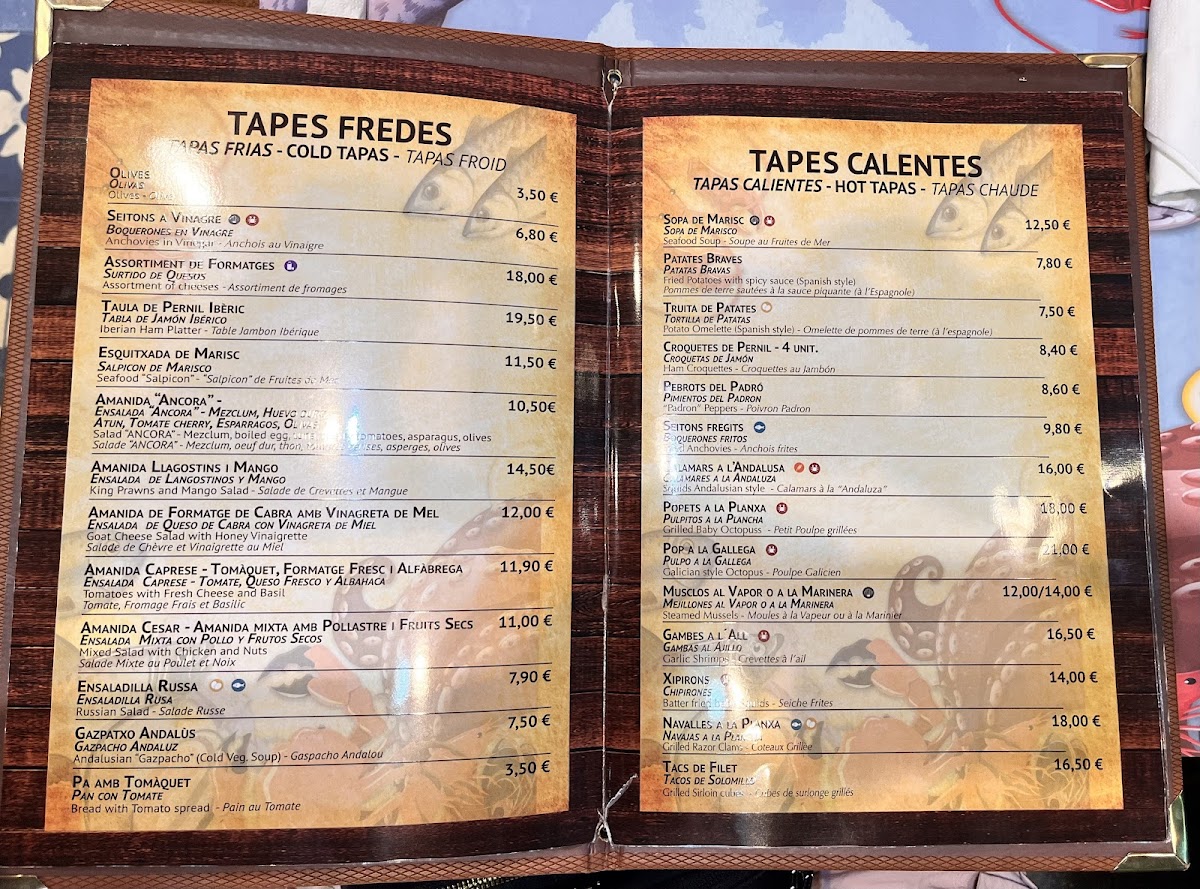 TAPES FREDES
TAPAS FRIAS - COLD TAPAS - TAPAS FROID
OLIVES
OLIVAS
Olives - 3,50 €
SEITONS A VINAGRE 6,80 €
BOQUERONES EN VINAGRE
Anchovies in Vinegar - Anchois au Vinaigre
ASSORTIMENT DE FORMATGES 18,00 €
SURTIDO DE QUESOS
Assortment of cheeses - Assortiment de fromages
TAULA DE PERNIL IBÈRIC 19,50 €
TABLA DE JAMÓN IBÉRICO
Iberian Ham Platter - Table Jambon Ibérique
ESQUITXADA DE MARISC 11,50 €
SALPICON DE MARISCO
Seafood "Salpicon" - "Salpicon" de Fruites de Mer
AMANIDA "ANCORA" - 10,50€
ENSALADA "ANCORA" - MEZCLUM, HUEVO
ATUN, TOMATE CHERRY, ESPARRAGOS, OLIVAS
Salad "ANCORA" - Mezclum, boiled egg, tomatoes, asparagus, olives
Salade "ANCORA" - Mezclum, oeuf dur, thon, asperges, olives
AMANIDA LLAGOSTINS I MANGO 14,50€
ENSALADA DE LANGOSTINOS Y MANGO
King Prawns and Mango Salad - Salade de Crevettes et Mangue
AMANIDA DE FORMATGE DE CABRA AMB VINAGRETA DE MEL 12,00 €
ENSALADA DE QUESO DE CABRA CON VINAGRETA DE MIEL
Goat Cheese Salad with Honey Vinaigrette
Salade de Chèvre et Vinaigrette au Miel
AMANIDA CAPRESE - TOMÀQUET, FORMATGE FRESC I ALFÀBREGA 11,90 €
ENSALADA CAPRESE - TOMATE, QUESO FRESCO Y ALBAHACA
Tomatoes with Fresh Cheese and Basil
Tomate, Fromage Frais et Basilic
AMANIDA CESAR - AMANIDA MIXTA AMB POLLASTRE I FRUITS SECS 11,00 €
ENSALADA MIXTA CON POLLO Y FRUTOS SECOS
Mixed Salad with Chicken and Nuts
Salade Mixte au Poulet et Noix
ENSALADILLA RUSSA 7,90 €
ENSALADILLA RUSA
Russian Salad - Salade Russe
GAZPATXO ANDALÚS 7,50 €
GAZPACHO ANDALUZ
Andalusian "Gazpacho" (Cold Veg. Soup) - Gaspacho Andalou
PA AMB TOMÀQUET 3,50 €
PAN CON TOMATE
Bread with Tomato spread - Pain au Tomate
TAPES CALENTES
TAPAS CALIENTES - HOT TAPAS - TAPAS CHAUDE
SOPA DE MARISC 12,50 €
SOPA DE MARISCO
Seafood Soup - Soupe au Fruites de Mer
PATATES BRAVES 7,80 €
PATATAS BRAVAS
Fried Potatoes with spicy sauce (Spanish style)
Pommes de terre sautées à la sauce piquante (à l'Espagnole)
TRUITA DE PATATES 7,50 €
TORTILLA DE PATATAS
Potato Omelette (Spanish style) - Omelette de pommes de terre (à l'espagnole)
CROQUETES DE PERNIL - 4 UNIT. 8,40 €
CROQUETAS DE JAMÓN
Ham Croquettes - Croquettes au Jambón
PEBROTS DEL PADRÓ 8,60 €
PIMIENTOS DEL PADRON
"Padron" Peppers - Poivron Padron
SEITONS FREGITS 9,80 €
BOQUERONES FRITOS
Fried Anchovies - Anchois frites
CALAMARS A L'ANDALUSA 16,00 €
CALAMARES A LA ANDALUZA
Squids Andalusian style - Calamars à la "Andaluza"
POPETS A LA PLANXA 18,00 €
PULPITOS A LA PLANCHA
Grilled Baby Octopuss - Petit Poulpe grillées
POP A LA GALLEGA 21,00 €
PULPO A LA GALLEGA
Galician style Octopus - Poulpe Galicien
MUSCLOS AL VAPOR O A LA MARINERA 12,00/14,00 €
MEJILLONES AL VAPOR O A LA MARINERA
Steamed Mussels - Moules à la Vapeur ou à la Marinier
GAMBES A L´ALL 16,50 €
GAMBAS AL AJILLO
Garlic Shrimps - Crevettes à l'ail
XIPIRONS 14,00 €
CHIPIRONES
Batter fried Squids - Seiche Frites
NAVALLES A LA PLANXA 18,00 €
NAVAJAS A LA PLANCHA
Grilled Razor Clams - Coteaux Grillée
TACS DE FILET 16,50 €
TACOS DE SOLOMILLO
Grilled Sirloin cubes - Cubes de surlonge grillés